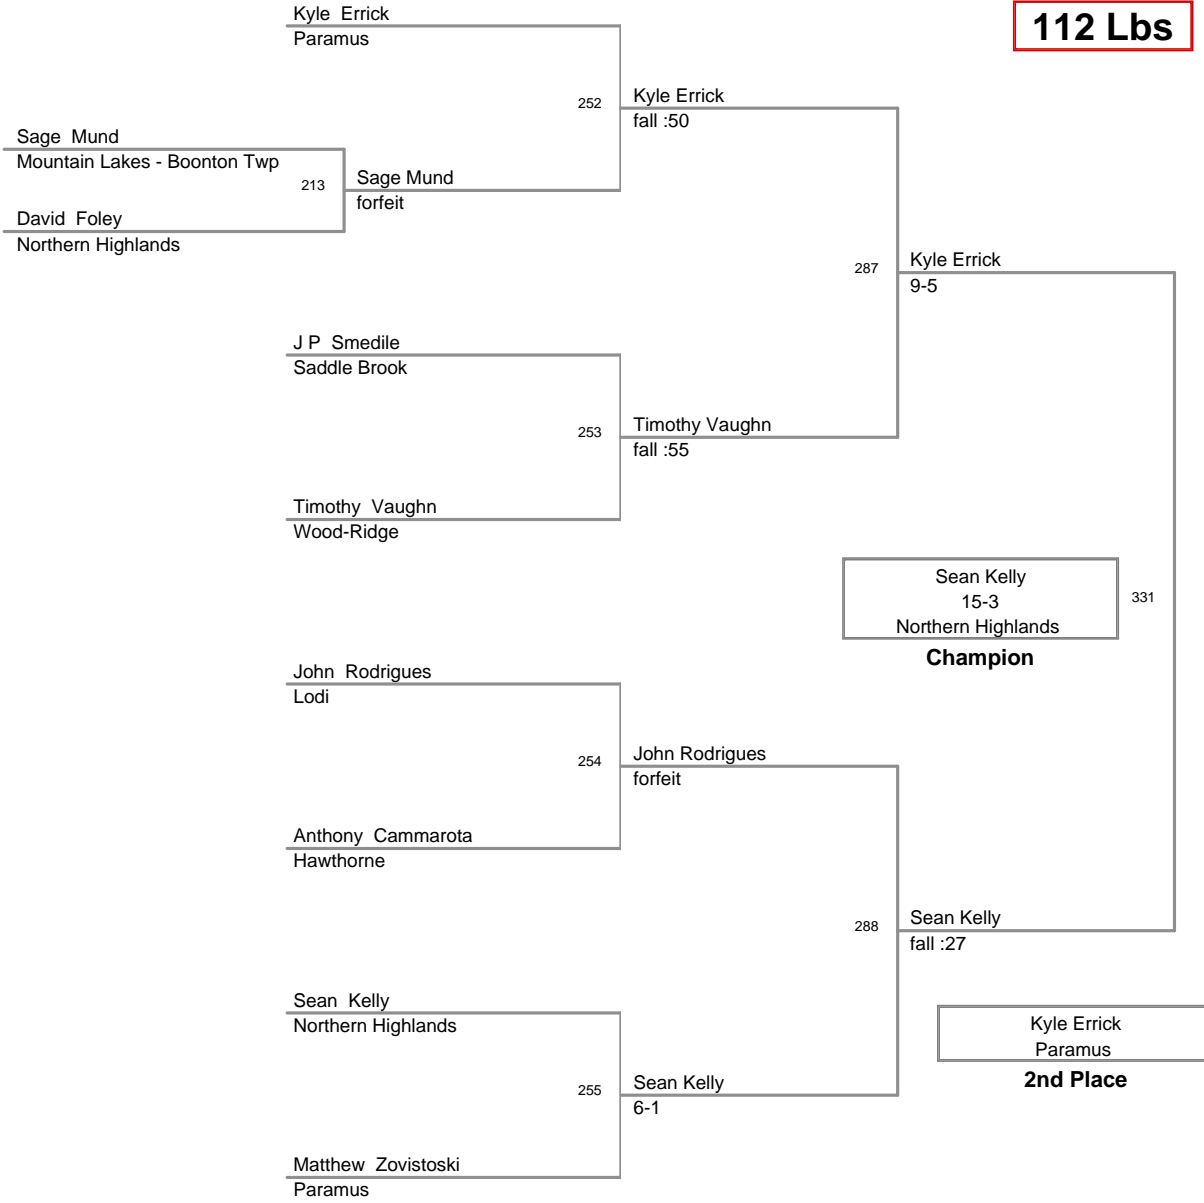 112 Lbs
Kyle Errick
Paramus
252
Kyle Errick
fall :50
Sage Mund
Mountain Lakes - Boonton Twp
213
Sage Mund
forfeit
David Foley
Northern Highlands
287
Kyle Errick
9-5
J P Smedile
Saddle Brook
253
Timothy Vaughn
fall :55
Timothy Vaughn
Wood-Ridge
Sean Kelly
15-3
Northern Highlands
331
Champion
John Rodrigues
Lodi
254
John Rodrigues
forfeit
Anthony Cammarota
Hawthorne
288
Sean Kelly
fall :27
Sean Kelly
Northern Highlands
Kyle Errick
Paramus
2nd Place
255
Sean Kelly
6-1
Matthew Zovistoski
Paramus